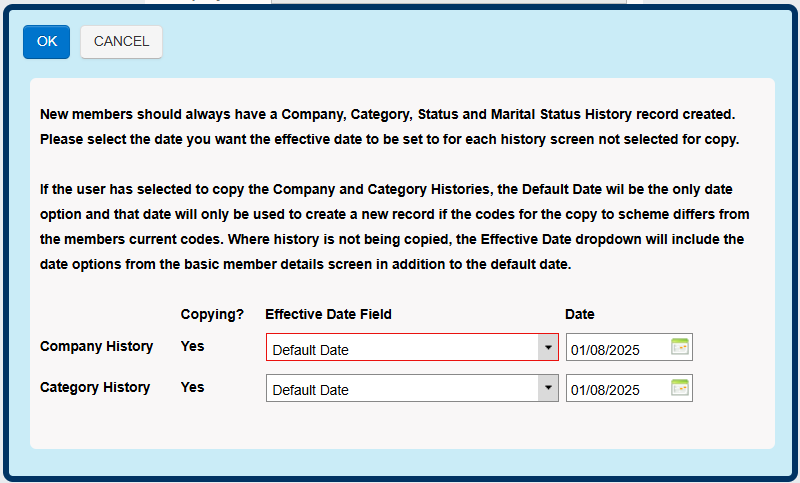 OK CANCEL
New members should always have a Company, Category, Status and Marital Status History record created.
Please select the date you want the effective date to be set to for each history screen not selected for copy.
If the user has selected to copy the Company and Category Histories, the Default Date wil be the only date
option and that date will only be used to create a new record if the codes for the copy to scheme differs from
the members current codes. Where history is not being copied, the Effective Date dropdown will include the
date options from the basic member details screen in addition to the default date.
Copying? Effective Date Field Date
Company History Yes Default Date 01/08/2025
Category History Yes Default Date 01/08/2025